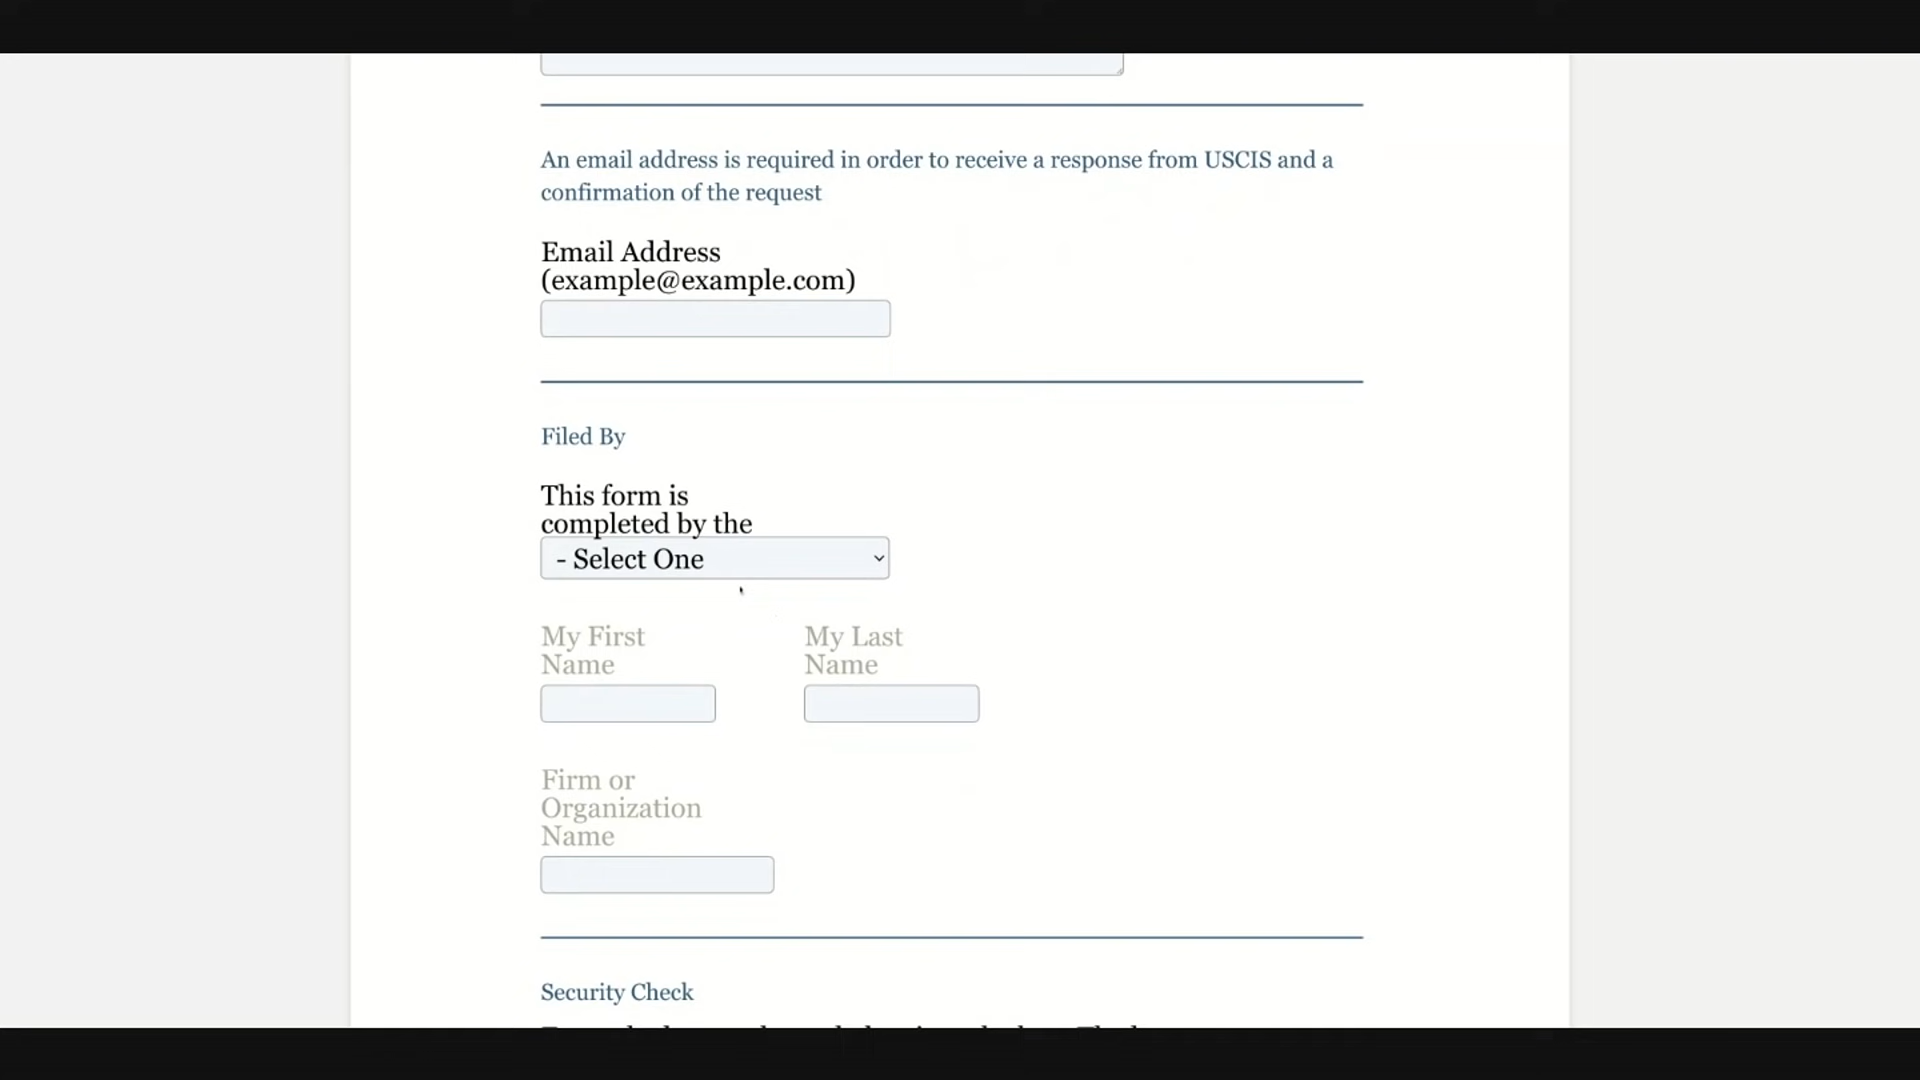 An email address is required in order to receive a response from USCIS and a
confirmation of the request
Email Address
(example@example.com)
Filed By
This form is
completed by the
- Select One
My First
Name
My Last
Name
Firm or
Organization
Name
Security Check